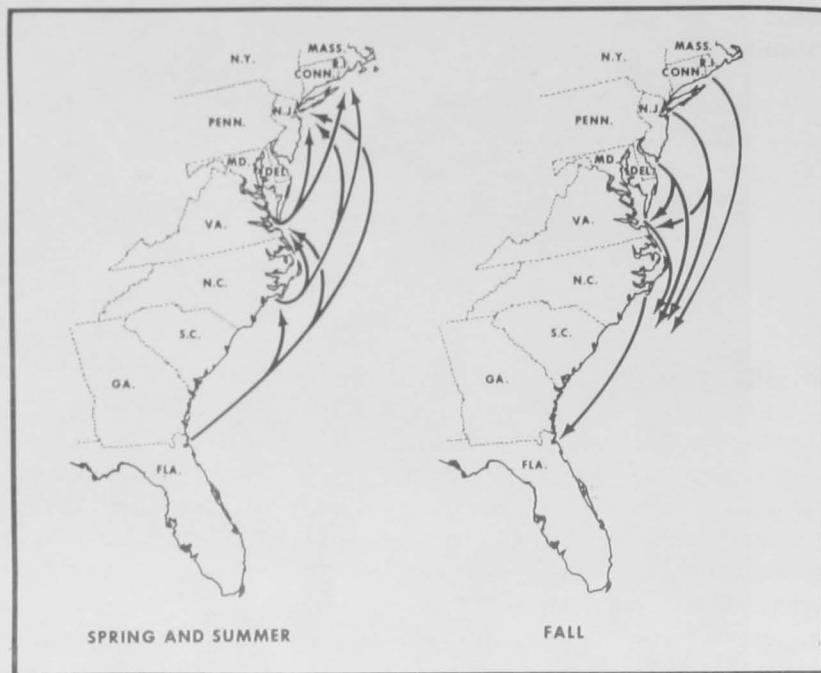 N.Y.
MASS.
R.I.
CONN.
N.J.
PENN.
MD.
DEL.
VA.
N.C.
S.C.
GA.
FLA.
SPRING AND SUMMER
N.Y.
MASS.
R.I.
CONN.
N.J.
PENN.
MD.
DEL.
VA.
N.C.
S.C.
GA.
FLA.
FALL